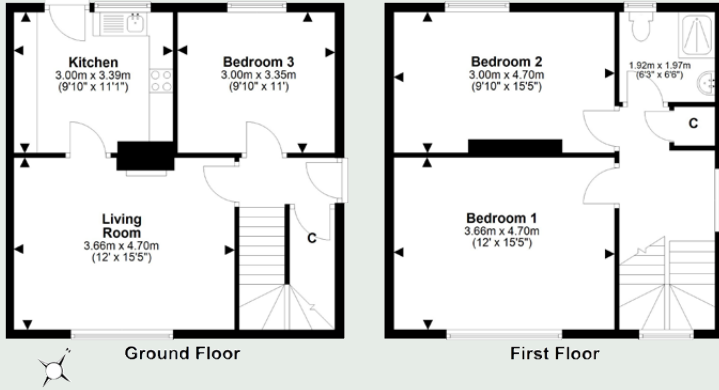 Kitchen
3.00m x 3.39m
(9'10" x 11'1")
Bedroom 3
3.00m x 3.35m
(9'10" x 11')
Living
Room
3.66m x 4.70m
(12' x 15'5")
C
Ground Floor
Bedroom 2
3.00m x 4.70m
(9'10" x 15'5")
1.92m x 1.97m
(6'3" x 6'6")
C
Bedroom 1
3.66m x 4.70m
(12' x 15'5")
First Floor